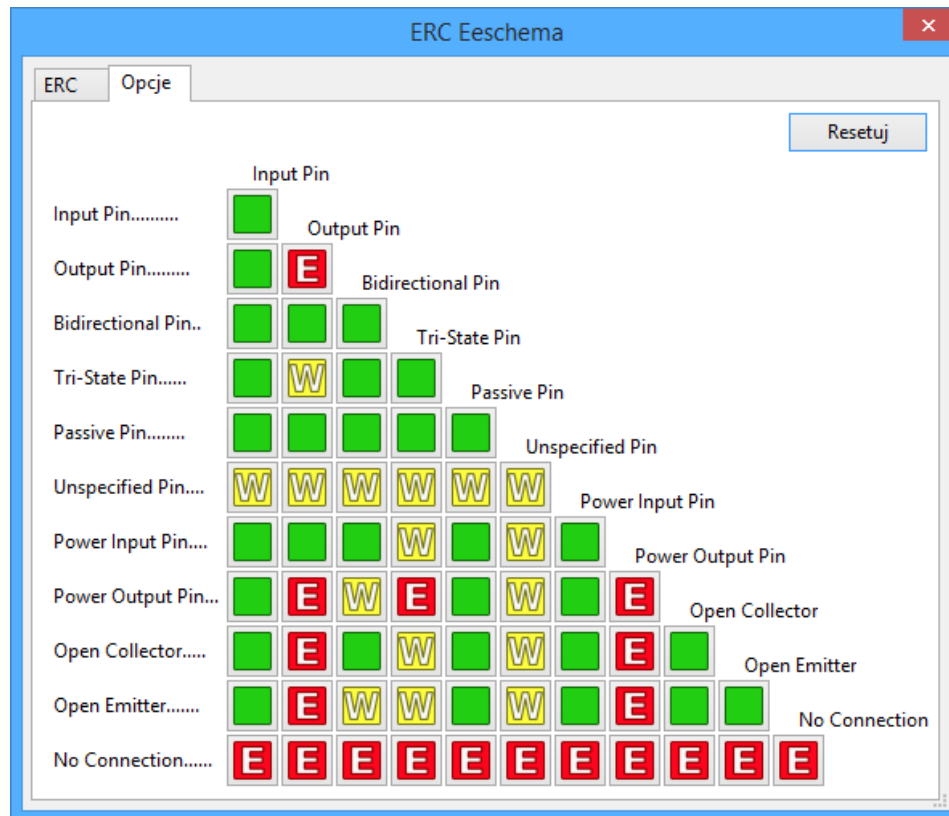 ERC Eeschema
ERC Opcje
Resetuj
Input Pin
Input Pin..........
Output Pin
Output Pin......... E
Bidirectional Pin
Bidirectional Pin..
Tri-State Pin
Tri-State Pin...... W
Passive Pin
Passive Pin........
Unspecified Pin
Unspecified Pin.... W W W W W W
Power Input Pin
Power Input Pin.... W W
Power Output Pin
Power Output Pin... E W E W E
Open Collector
Open Collector..... E W W E
Open Emitter
Open Emitter....... E W W W E
No Connection
No Connection...... E E E E E E E E E E E